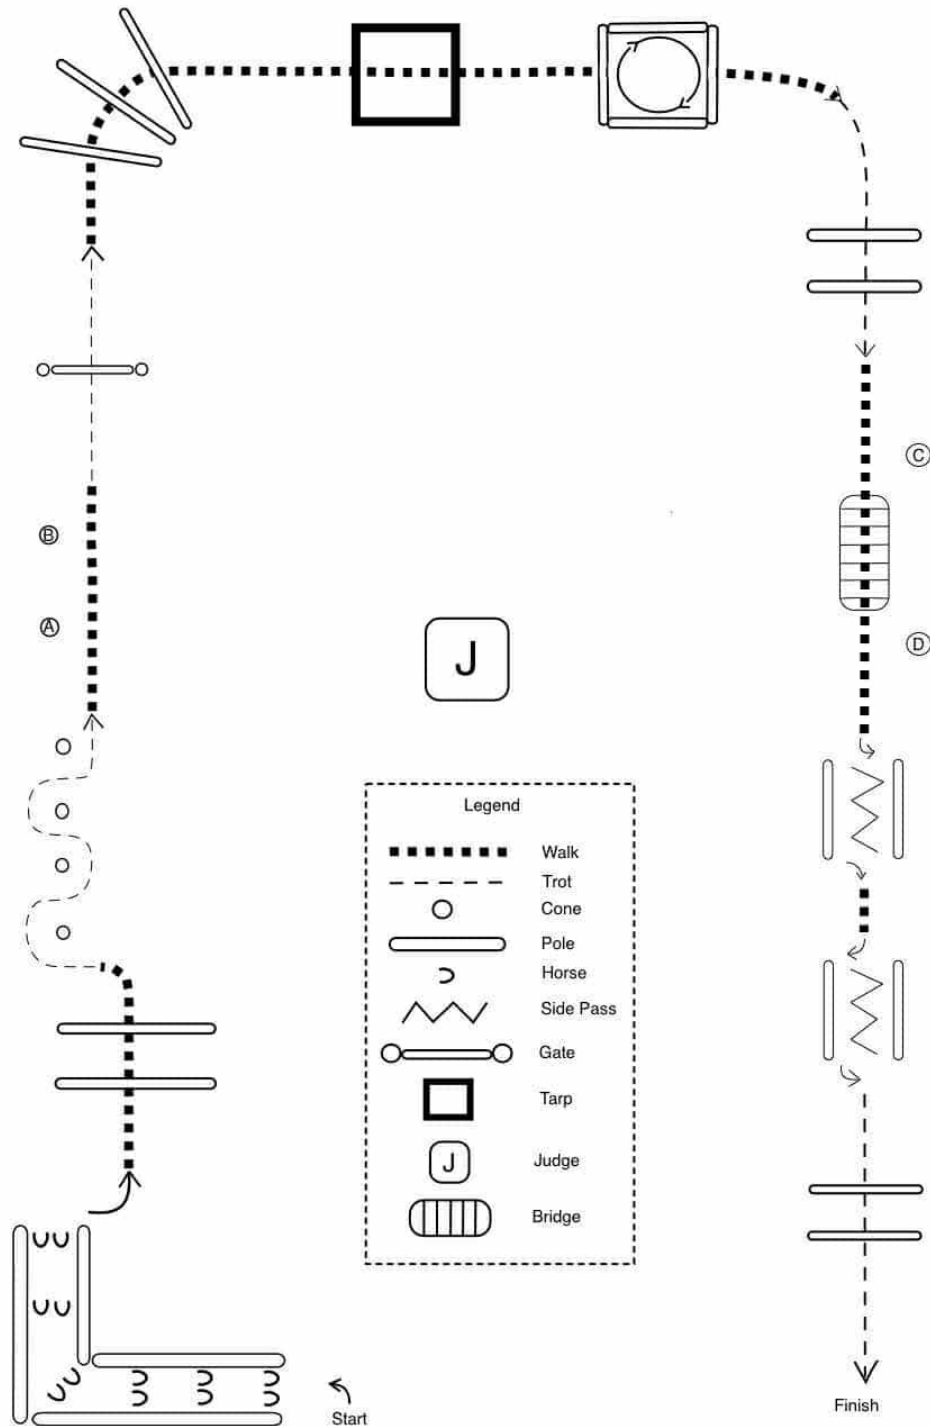 C
B
A
D
J
Legend
Walk
Trot
Cone
Pole
Horse
Side Pass
Gate
Tarp
J
Judge
Bridge
Start
Finish